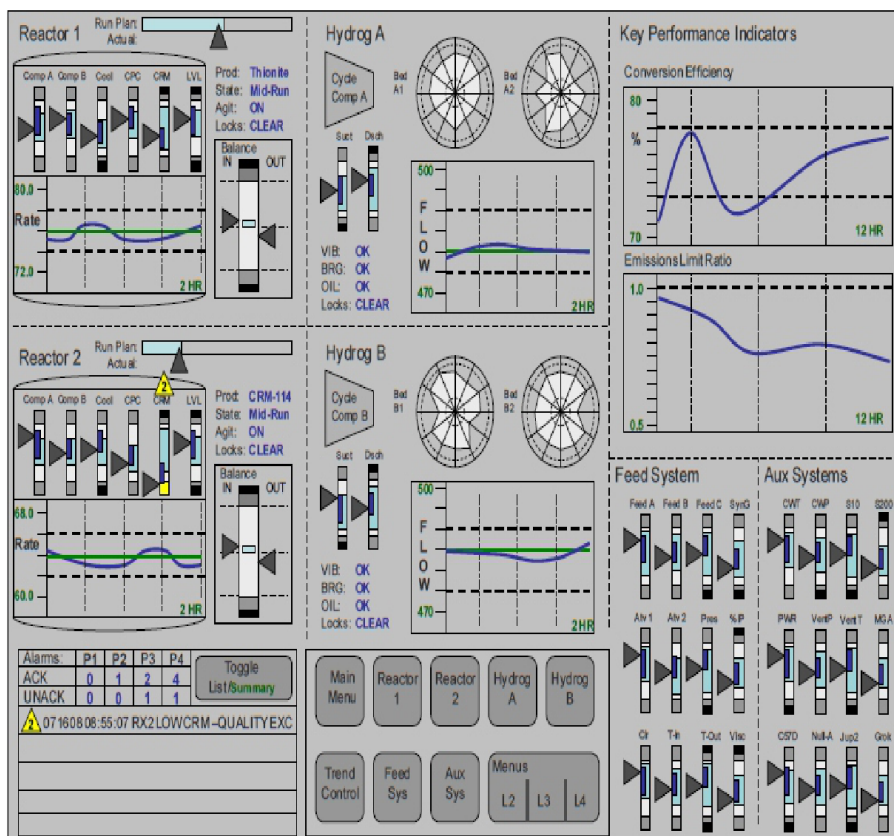 Reactor 1
Run Plan:
Actual:
Comp A Comp B Cool CPC CRM LVL
Prod: Thionite
State: Mid-Run
Agit: ON
Locks: CLEAR
Balance
IN OUT
80.0
Rate
72.0
2 HR
Hydrog A
Cycle
Comp A
Bed
A1
Bed
A2
Suct Dsch
VIB: OK
BRG: OK
OIL: OK
Locks: CLEAR
500
F
L
O
W
470
2HR
Key Performance Indicators
Conversion Efficiency
80
%
70
12 HR
Emissions Limit Ratio
1.0
0.5
12 HR
Reactor 2
Run Plan:
Actual:
2
Comp A Comp B Cool CPC CRM LVL
Prod: CRM-114
State: Mid-Run
Agit: ON
Locks: CLEAR
Balance
IN OUT
68.0
Rate
60.0
2 HR
Hydrog B
Cycle
Comp B
Bed
B1
Bed
B2
Suct Dsch
VIB: OK
BRG: OK
OIL: OK
Locks: CLEAR
500
F
L
O
W
470
2HR
Feed System
Feed A Feed B Feed C SynG
Atv 1 Atv 2 Pres %IP
Clr T-In T-Out Visc
Aux Systems
CWT CWP S10 S200
PWR VentP Vent T MGA
C57D Null-A Jup2 Grok
Alarms: P1 P2 P3 P4
ACK 0 1 2 4
UNACK 0 0 1 1
Toggle
List/Summary
2 071608 08:55:07 RX2 LOW CRM – QUALITY EXC
Main
Menu
Reactor
1
Reactor
2
Hydrog
A
Hydrog
B
Trend
Control
Feed
Sys
Aux
Sys
Menus
L2 L3 L4